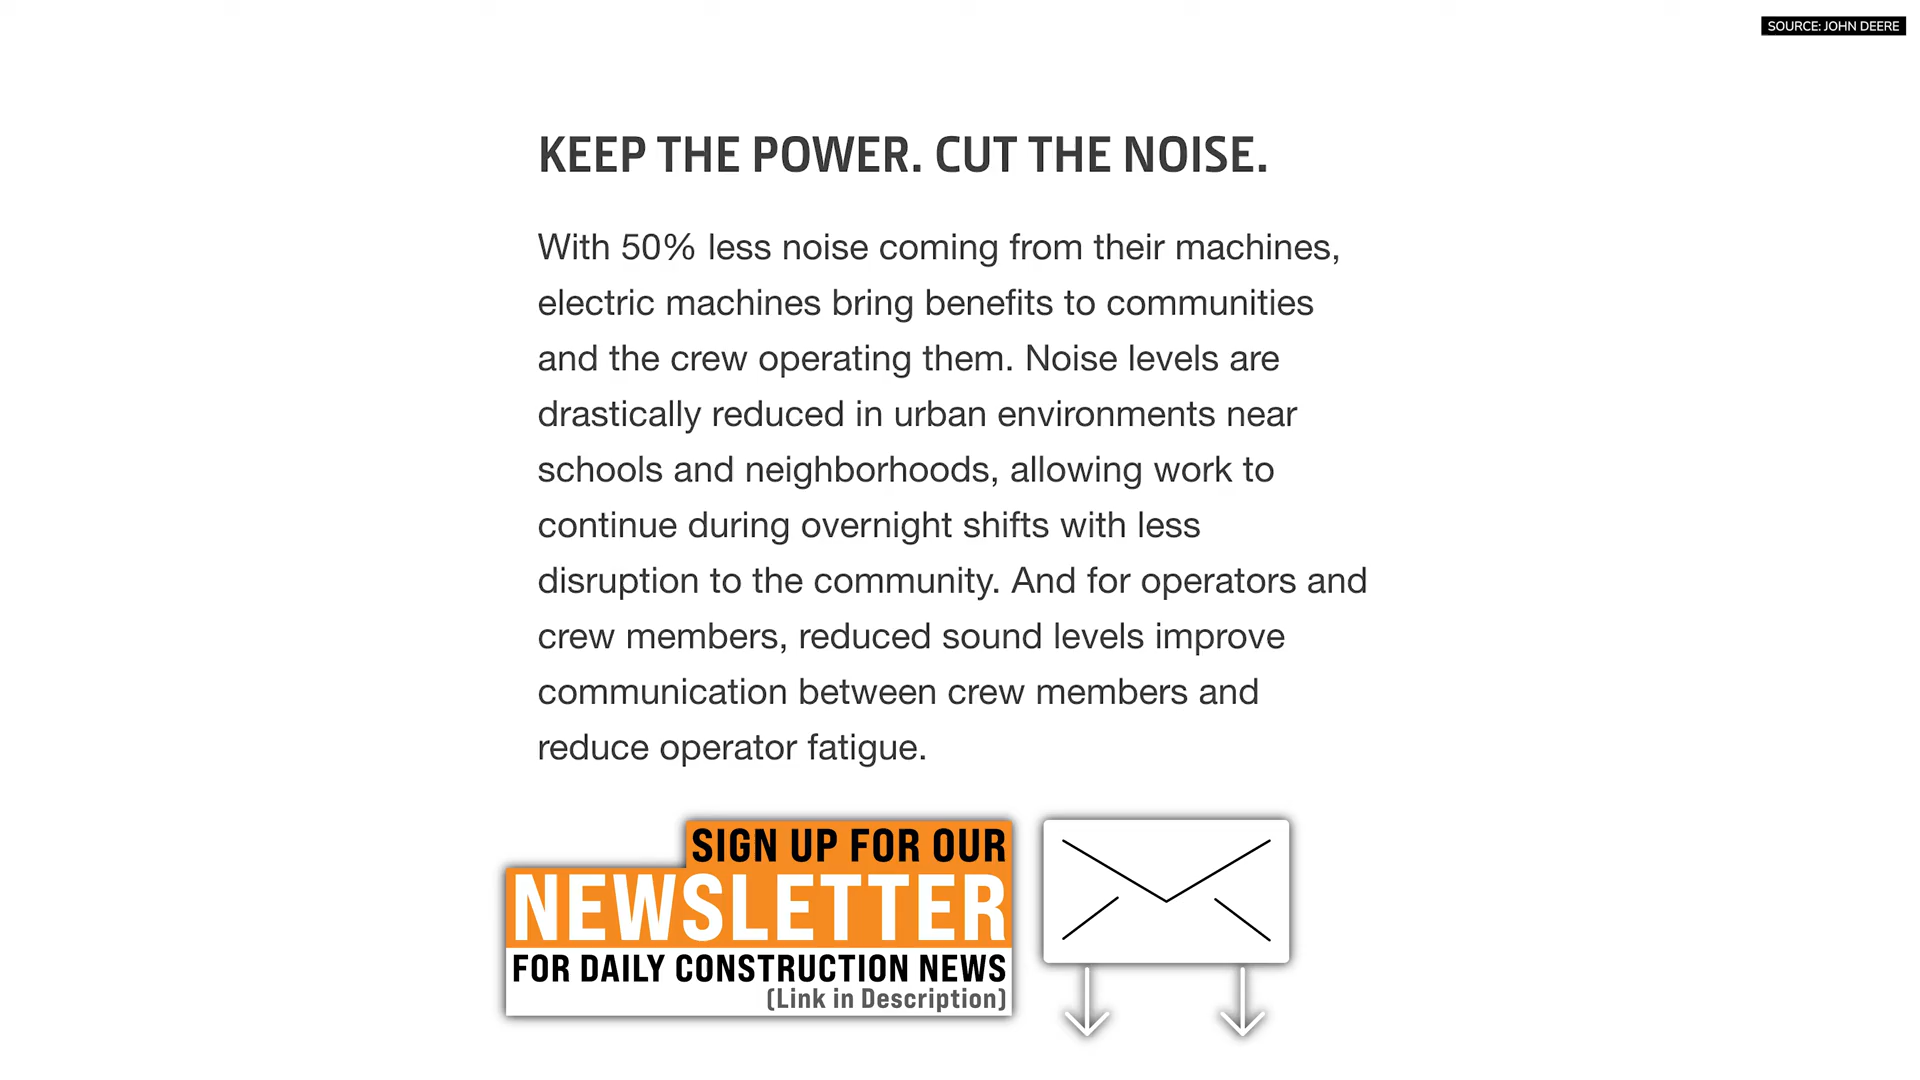 SOURCE: JOHN DEERE
KEEP THE POWER. CUT THE NOISE.
With 50% less noise coming from their machines,
electric machines bring benefits to communities
and the crew operating them. Noise levels are
drastically reduced in urban environments near
schools and neighborhoods, allowing work to
continue during overnight shifts with less
disruption to the community. And for operators and
crew members, reduced sound levels improve
communication between crew members and
reduce operator fatigue.
SIGN UP FOR OUR
NEWSLETTER
FOR DAILY CONSTRUCTION NEWS
(Link in Description)